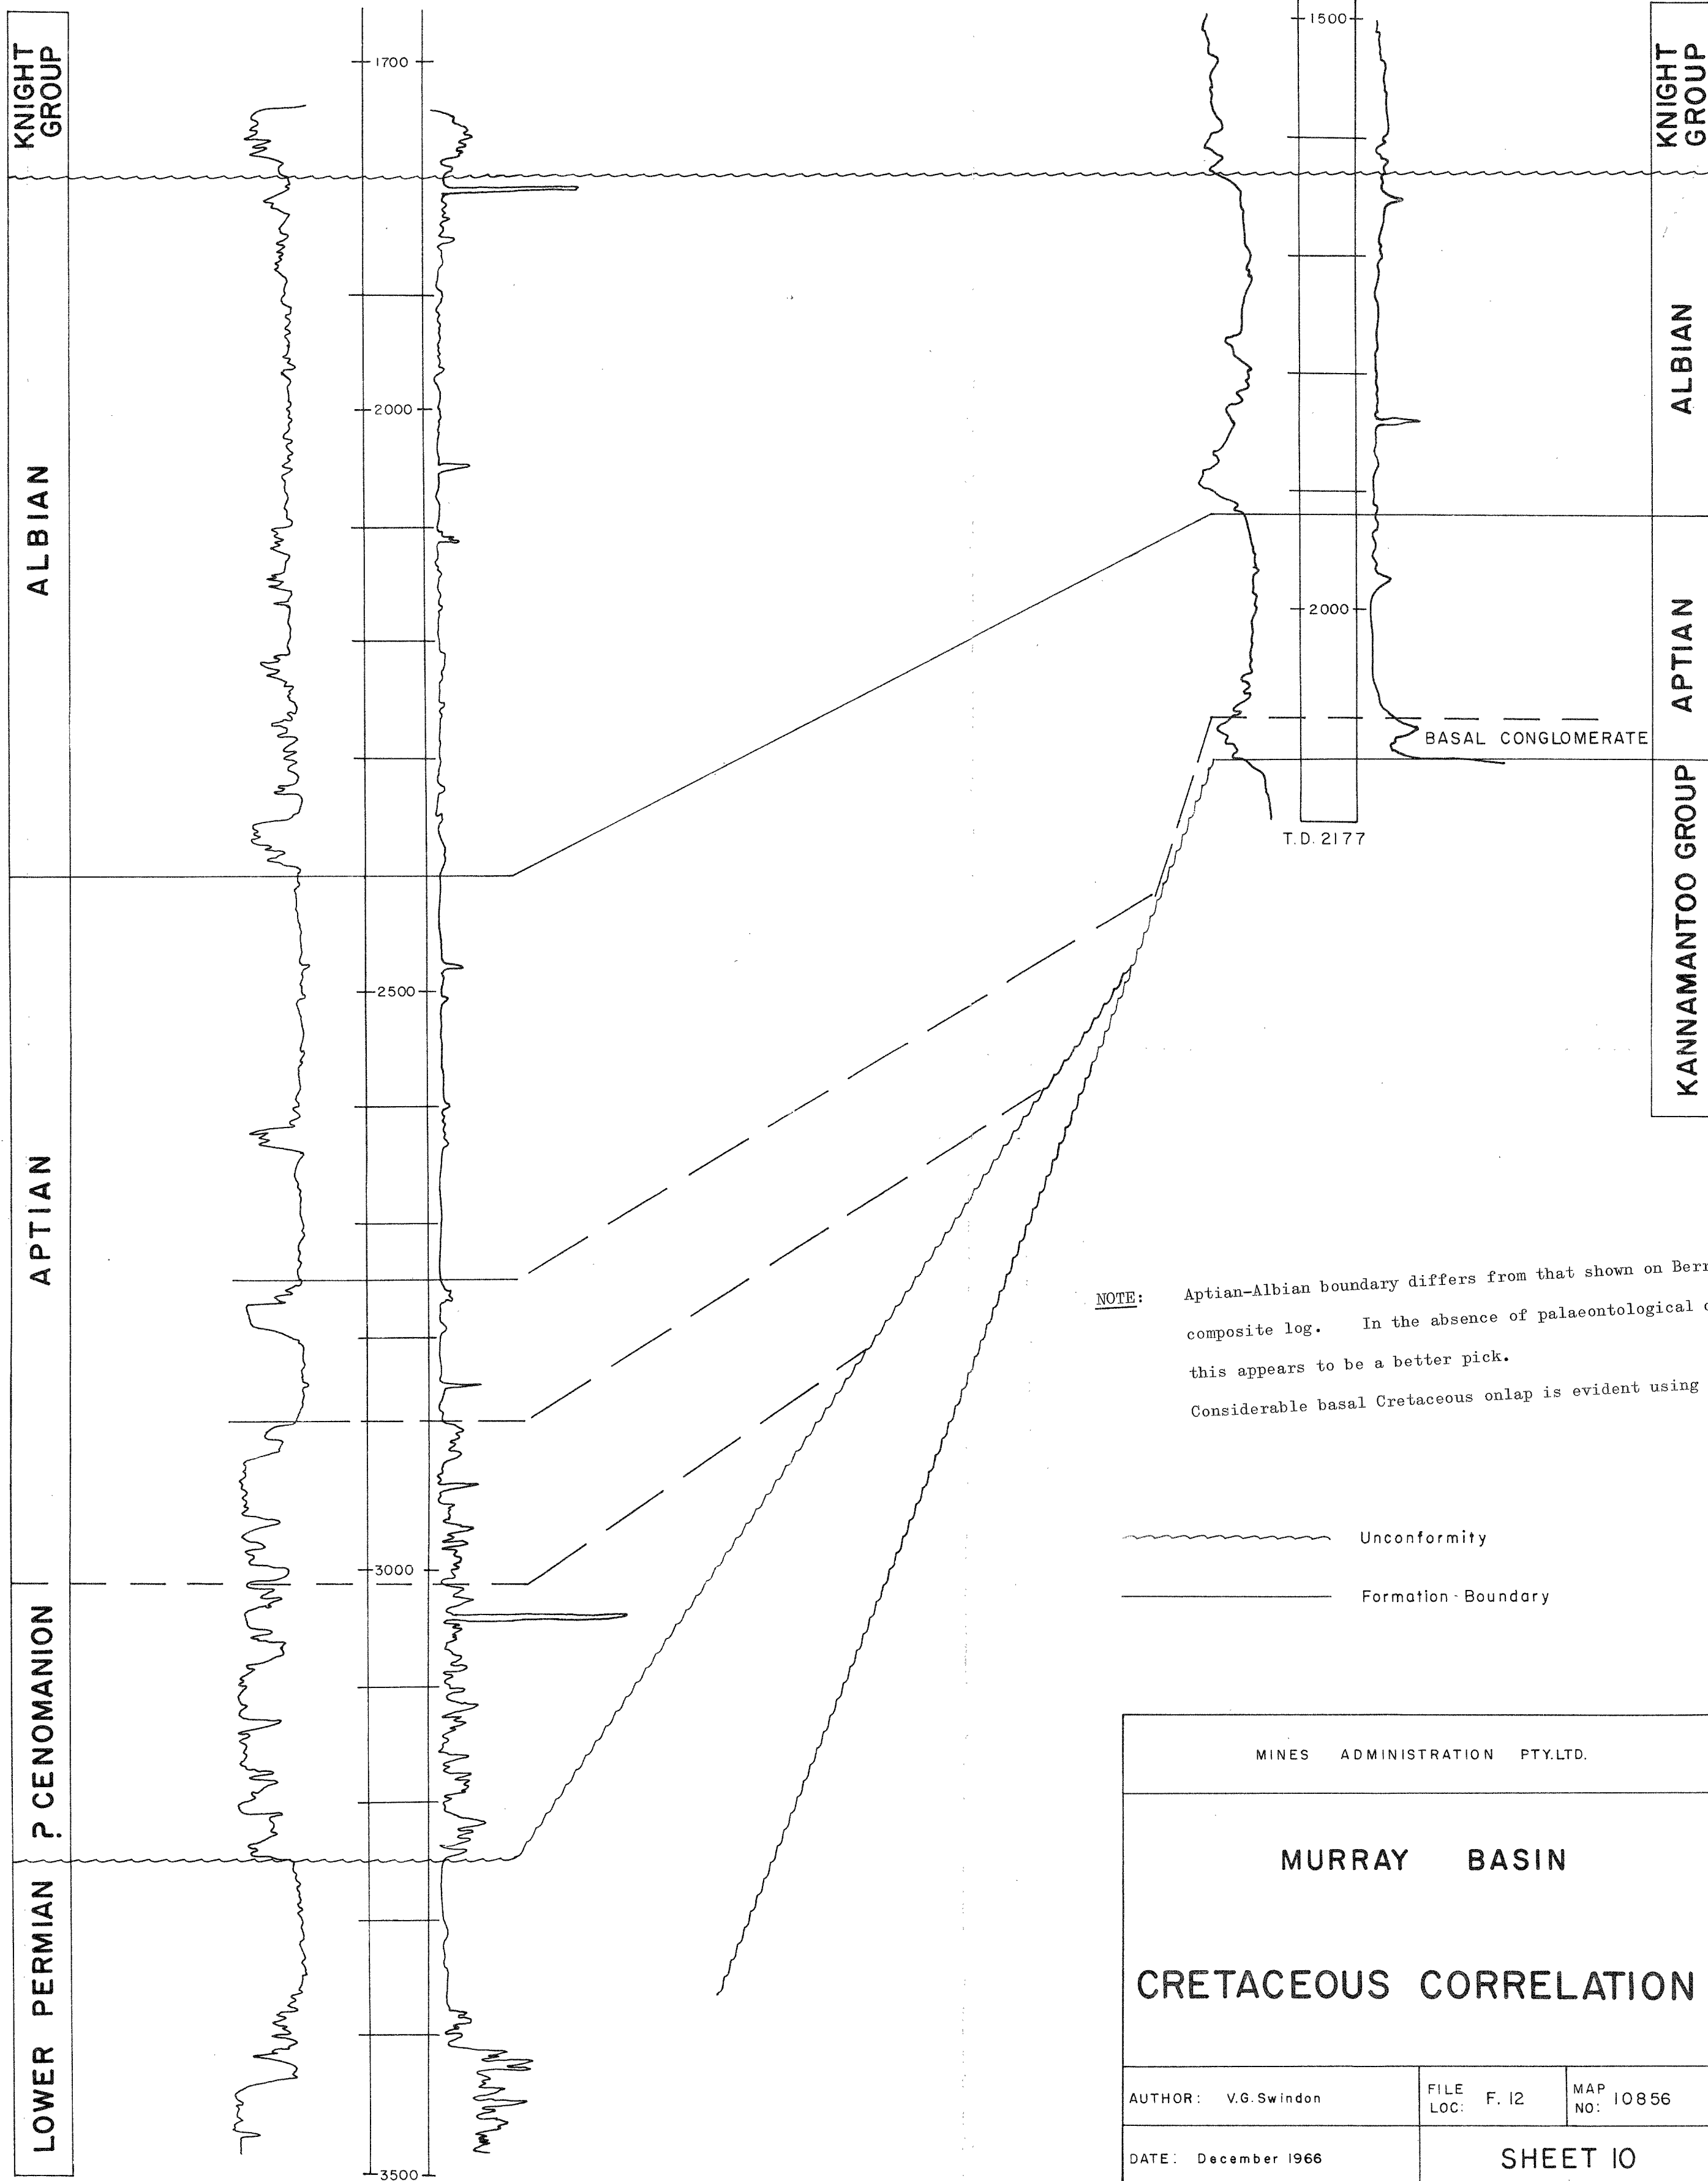 KNIGHT
GROUP
ALBIAN
APTIAN
? CENOMANION
LOWER PERMIAN
1700
2000
2500
3000
3500
1500
2000
T.D. 2177
BASAL CONGLOMERATE
KNIGHT
GROUP
ALBIAN
APTIAN
KANNAMANTOO GROUP
NOTE: Aptian-Albian boundary differs from that shown on
composite log. In the absence of palaeontological
this appears to be a better pick.
Considerable basal Cretaceous onlap is evident using
Unconformity
Formation - Boundary
MINES ADMINISTRATION PTY.LTD.
MURRAY BASIN
CRETACEOUS CORRELATION
AUTHOR: V.G. Swindon
FILE LOC: F. 12
MAP NO: 10856
DATE: December 1966
SHEET 10